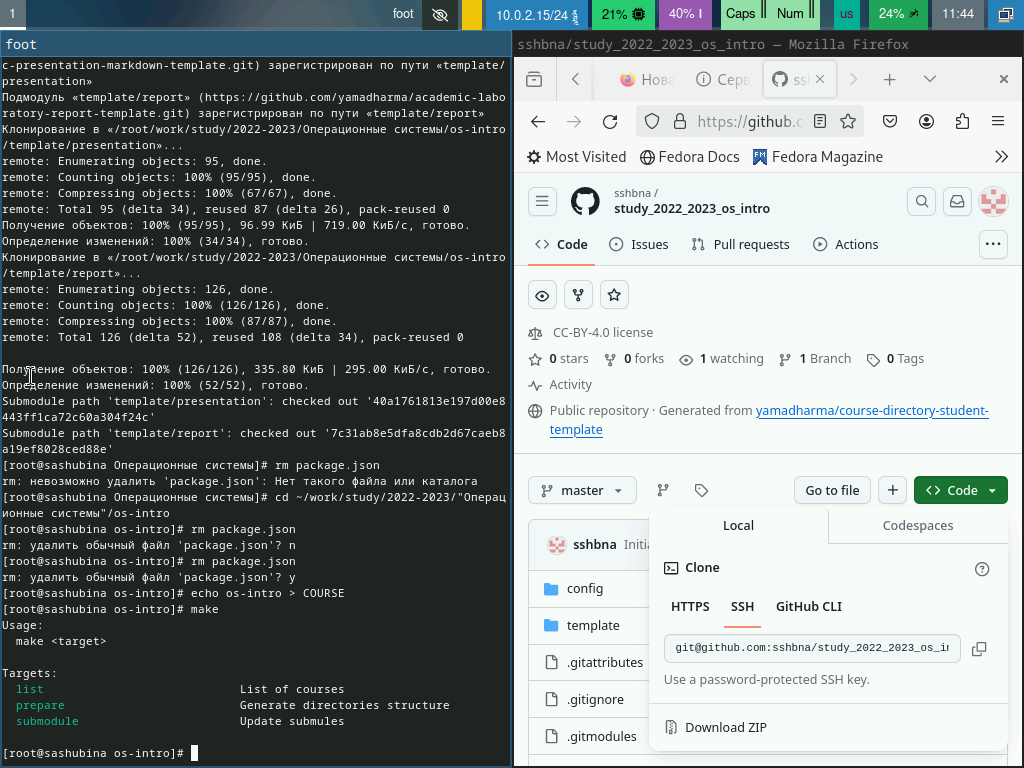 1
foot
10.0.2.15/24
21%
40%
Caps
Num
us
24%
11:44
foot
c-presentation-markdown-template.git) зарегистрирован по пути «template/
presentation»
Подмодуль «template/report» (https://github.com/yamadharma/academic-labo
ratory-report-template.git) зарегистрирован по пути «template/report»
Клонирование в «/root/work/study/2022-2023/Операционные системы/os-intro
/template/presentation»...
remote: Enumerating objects: 95, done.
remote: Counting objects: 100% (95/95), done.
remote: Compressing objects: 100% (67/67), done.
remote: Total 95 (delta 34), reused 87 (delta 26), pack-reused 0
Получение объектов: 100% (95/95), 96.99 КиБ | 719.00 КиБ/с, готово.
Определение изменений: 100% (34/34), готово.
Клонирование в «/root/work/study/2022-2023/Операционные системы/os-intro
/template/report»...
remote: Enumerating objects: 126, done.
remote: Counting objects: 100% (126/126), done.
remote: Compressing objects: 100% (87/87), done.
remote: Total 126 (delta 52), reused 108 (delta 34), pack-reused 0
Получение объектов: 100% (126/126), 335.80 КиБ | 295.00 КиБ/с, готово.
Определение изменений: 100% (52/52), готово.
Submodule path 'template/presentation': checked out '40a1761813e197d00e8
443ff1ca72c60a304f24c'
Submodule path 'template/report': checked out '7c31ab8e5dfa8cdb2d67caeb8
a19ef8028ced88e'
[root@sashubina Операционные системы]# rm package.json
rm: невозможно удалить 'package.json': Нет такого файла или каталога
[root@sashubina Операционные системы]# cd ~/work/study/2022-2023/"Операц
ионные системы"/os-intro
[root@sashubina os-intro]# rm package.json
rm: удалить обычный файл 'package.json'? n
[root@sashubina os-intro]# rm package.json
rm: удалить обычный файл 'package.json'? y
[root@sashubina os-intro]# echo os-intro > COURSE
[root@sashubina os-intro]# make
Usage:
make <target>
Targets:
list List of courses
prepare Generate directories structure
submodule Update submules
[root@sashubina os-intro]#
sshbna/study_2022_2023_os_intro — Mozilla Firefox
Нова
Серв
ssh
https://github.c
Most Visited
Fedora Docs
Fedora Magazine
sshbna /
study_2022_2023_os_intro
Code
Issues
Pull requests
Actions
CC-BY-4.0 license
0 stars
0 forks
1 watching
1 Branch
0 Tags
Activity
Public repository · Generated from yamadharma/course-directory-student-
template
master
Go to file
Code
Local
Codespaces
sshbna Initia
Clone
config
HTTPS
SSH
GitHub CLI
template
git@github.com:sshbna/study_2022_2023_os_in
.gitattributes
Use a password-protected SSH key.
.gitignore
Download ZIP
.gitmodules